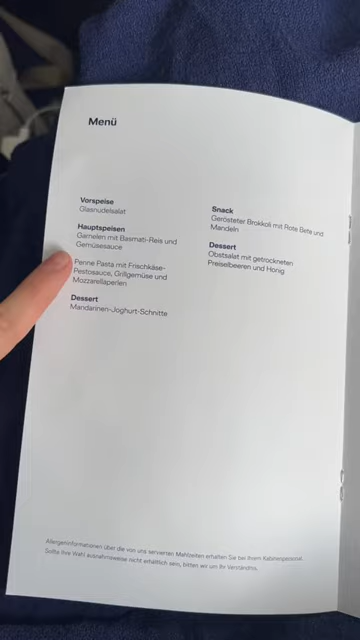 Menü
Vorspeise
Glasnudelsalat
Hauptspeisen
Garnelen mit Basmati-Reis und
Gemüsesauce
Penne Pasta mit Frischkäse-
Pestosauce, Grillgemüse und
Mozzarellaperlen
Dessert
Mandarinen-Joghurt-Schnitte
Snack
Gerösteter Brokkoli mit Rote Bete und
Mandeln
Dessert
Obstsalat mit getrockneten
Preiselbeeren und Honig
Allergeninformationen über die von uns servierten Mahlzeiten erhalten Sie bei Ihrem Kabinenpersonal.
Sollte Ihre Wahl ausnahmsweise nicht erhältlich sein, bitten wir um Ihr Verständnis.